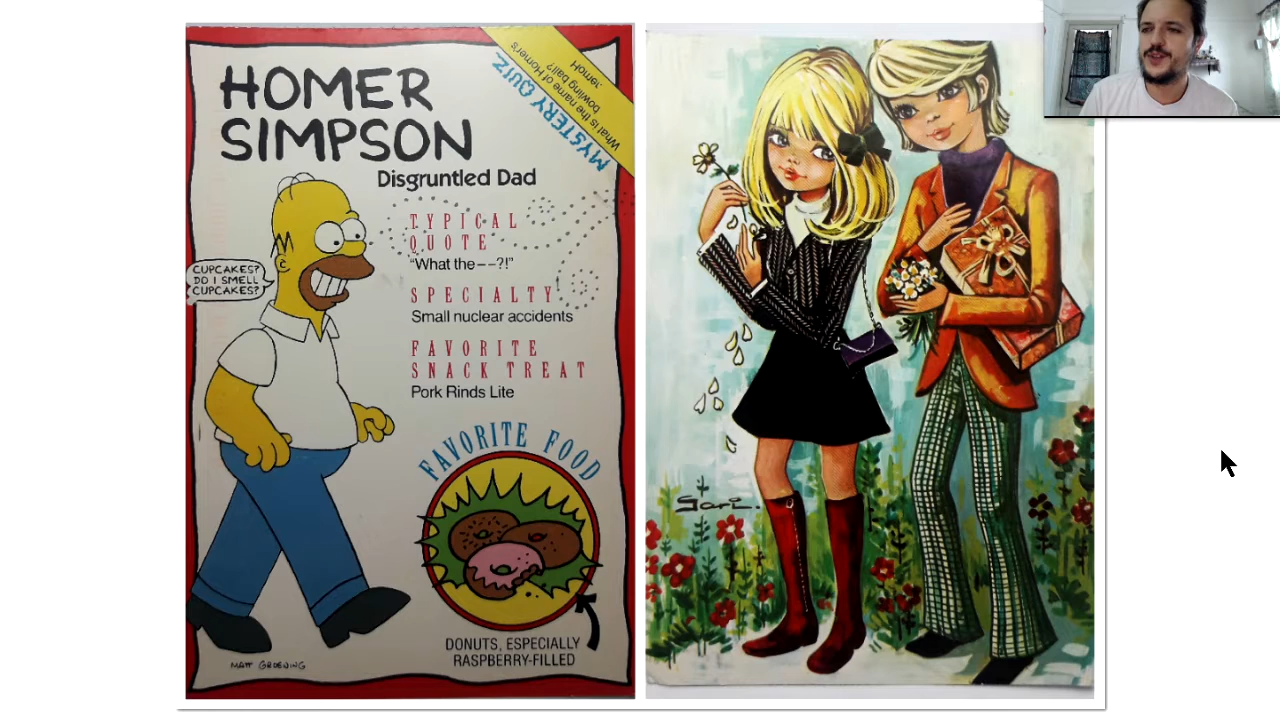 HOMER
SIMPSON
Disgruntled Dad
MYSTERY QUIZ
What is the name of Homer's
bowling ball?
Homer.
CUPCAKES?
DO I SMELL
CUPCAKES?
TYPICAL
QUOTE
"What the––?!"
SPECIALTY
Small nuclear accidents
FAVORITE
SNACK TREAT
Pork Rinds Lite
FAVORITE FOOD
DONUTS, ESPECIALLY
RASPBERRY-FILLED
MATT GROENING
Gari.